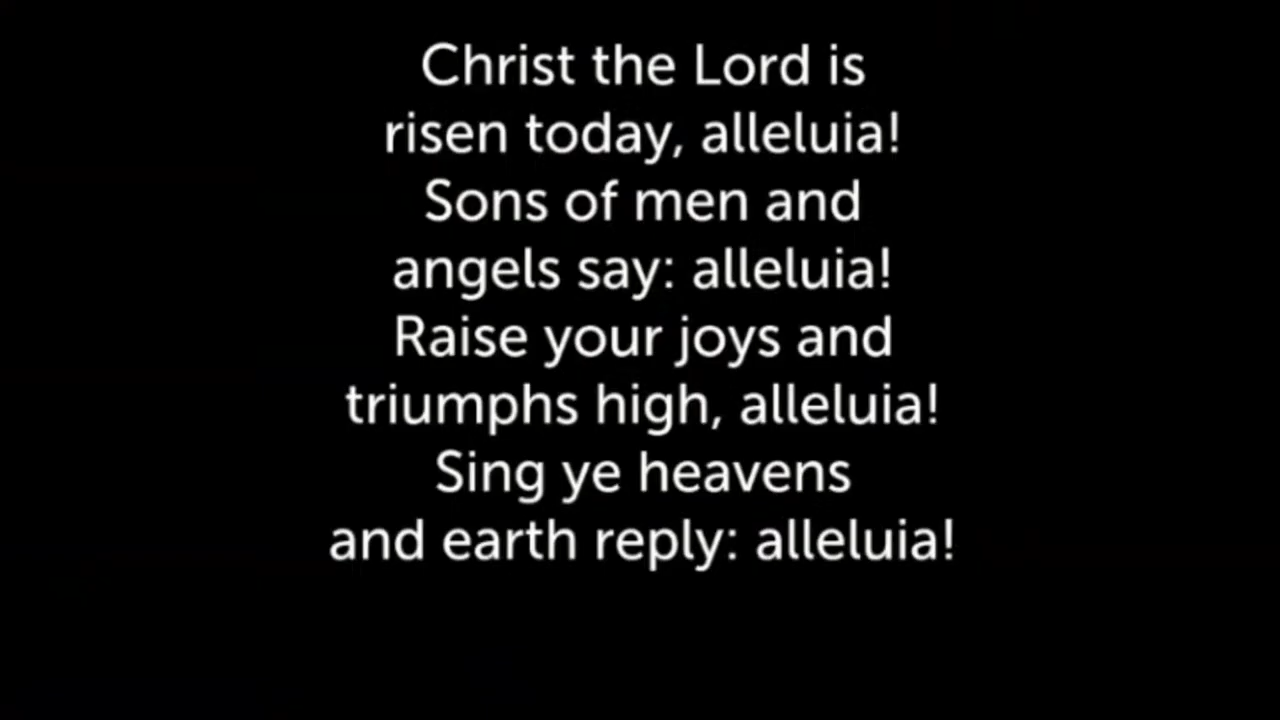 Christ the Lord is
risen today, alleluia!
Sons of men and
angels say: alleluia!
Raise your joys and
triumphs high, alleluia!
Sing ye heavens
and earth reply: alleluia!